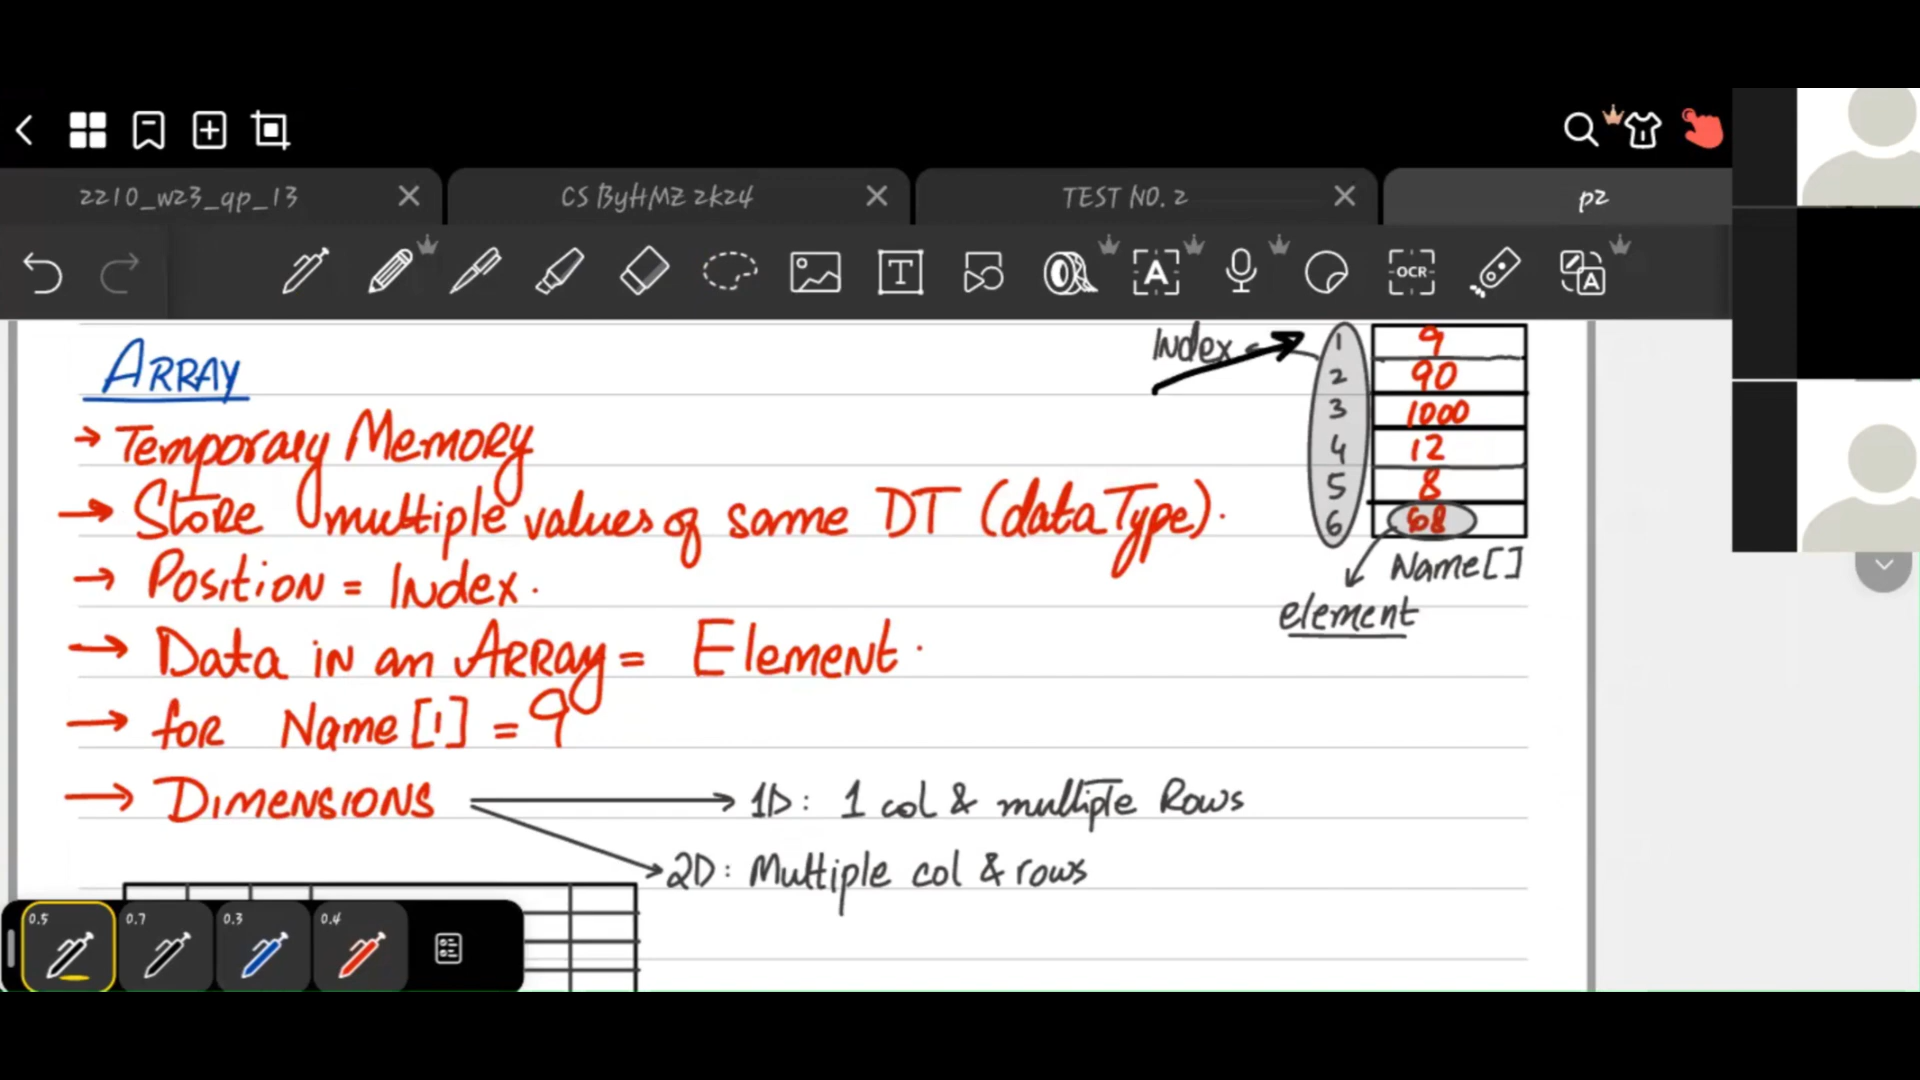 2210_w23_qp_13
CS ByHMZ 2k24
TEST NO. 2
p2
T
A
OCR
A
ARRAY
→ Temporary Memory
→ Store multiple values of same DT (dataType).
→ Position = Index.
→ Data in an Array = Element.
→ for Name[1] = 9
→ Dimensions
→ 1D: 1 col & multiple Rows
→ 2D: Multiple col & rows
Index
1 9
2 90
3 1000
4 12
5 8
6 68
Name[]
element
0.5
0.7
0.3
0.4